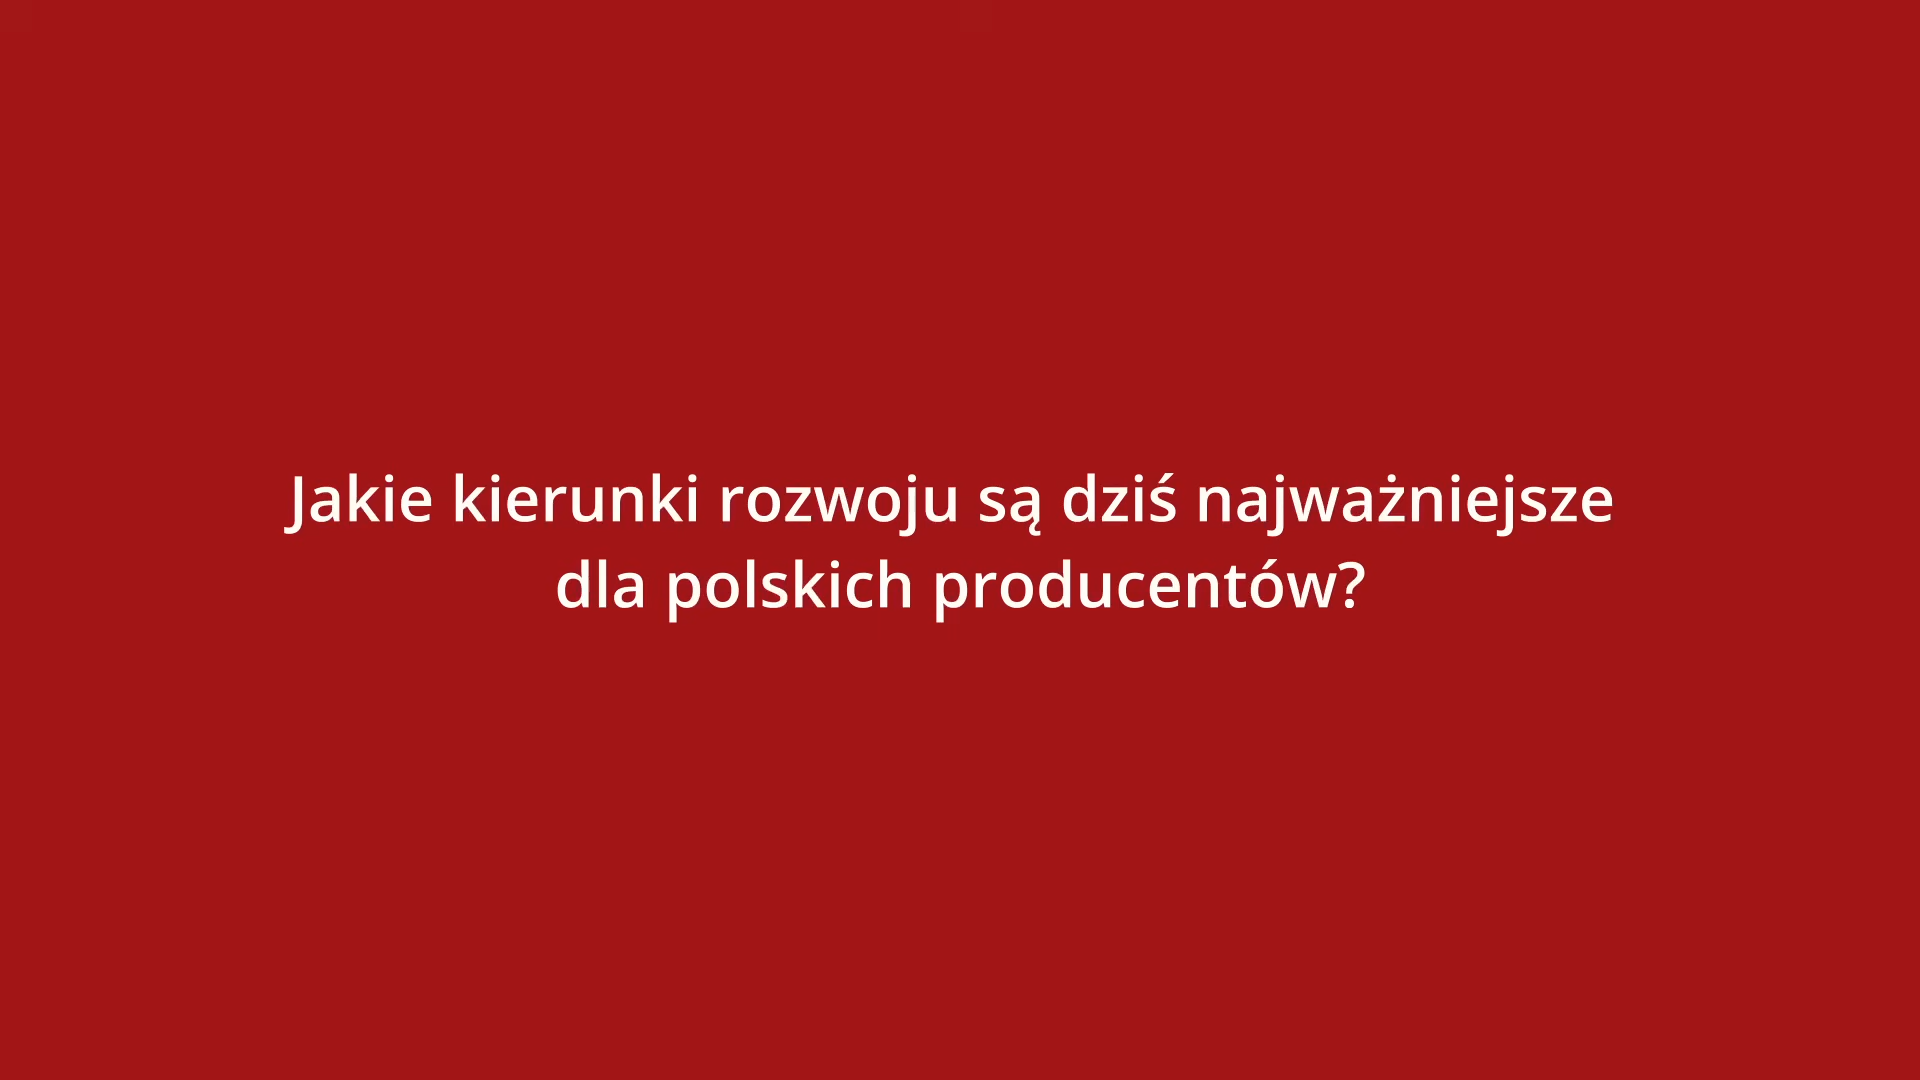 Jakie kierunki rozwoju są dziś najważniejsze
dla polskich producentów?